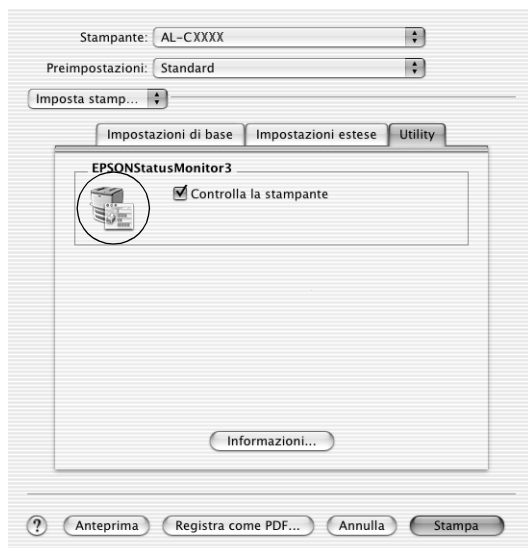 Stampante: AL-CXXXX
Preimpostazioni: Standard
Imposta stamp...
Impostazioni di base Impostazioni estese Utility
EPSONStatusMonitor3
Controlla la stampante
Informazioni...
? Anteprima Registra come PDF... Annulla Stampa